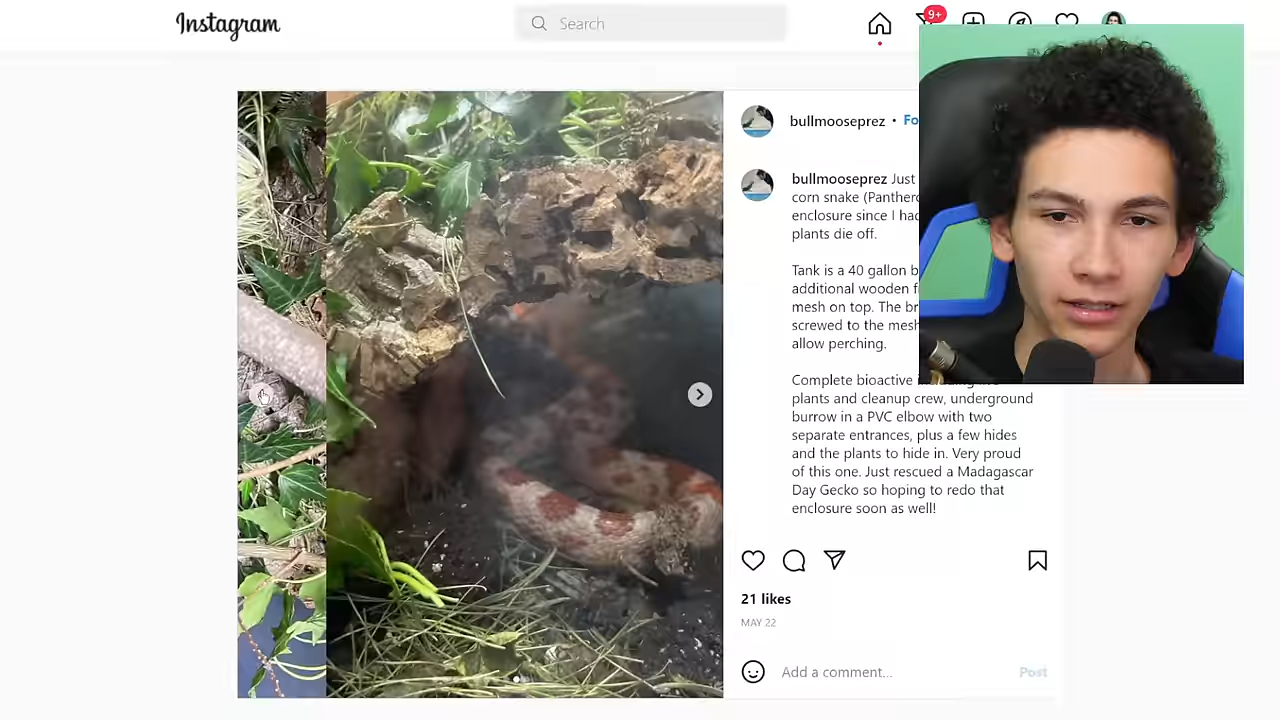 Instagram
Search
9+
bullmooseprez • Fo
bullmooseprez Just
corn snake (Panther
enclosure since I had
plants die off.
Tank is a 40 gallon b
additional wooden f
mesh on top. The br
screwed to the mesh
allow perching.
Complete bioactive
plants and cleanup crew, underground
burrow in a PVC elbow with two
separate entrances, plus a few hides
and the plants to hide in. Very proud
of this one. Just rescued a Madagascar
Day Gecko so hoping to redo that
enclosure soon as well!
21 likes
MAY 22
Add a comment...
Post